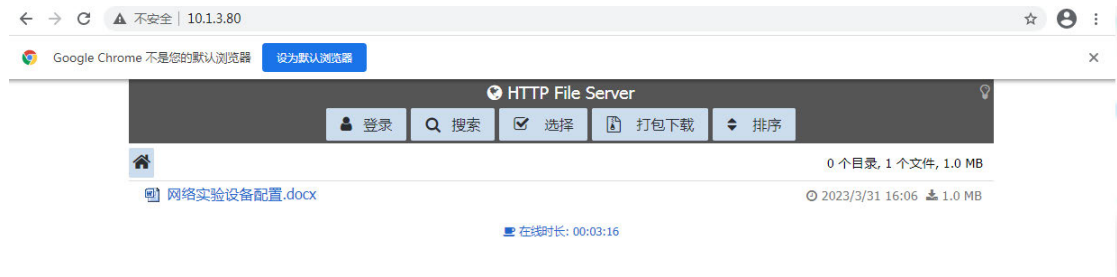 不安全 | 10.1.3.80
Google Chrome 不是您的默认浏览器 设为默认浏览器
HTTP File Server
登录 搜索 选择 打包下载 排序
0 个目录, 1 个文件, 1.0 MB
网络实验设备配置.docx 2023/3/31 16:06 1.0 MB
在线时长: 00:03:16